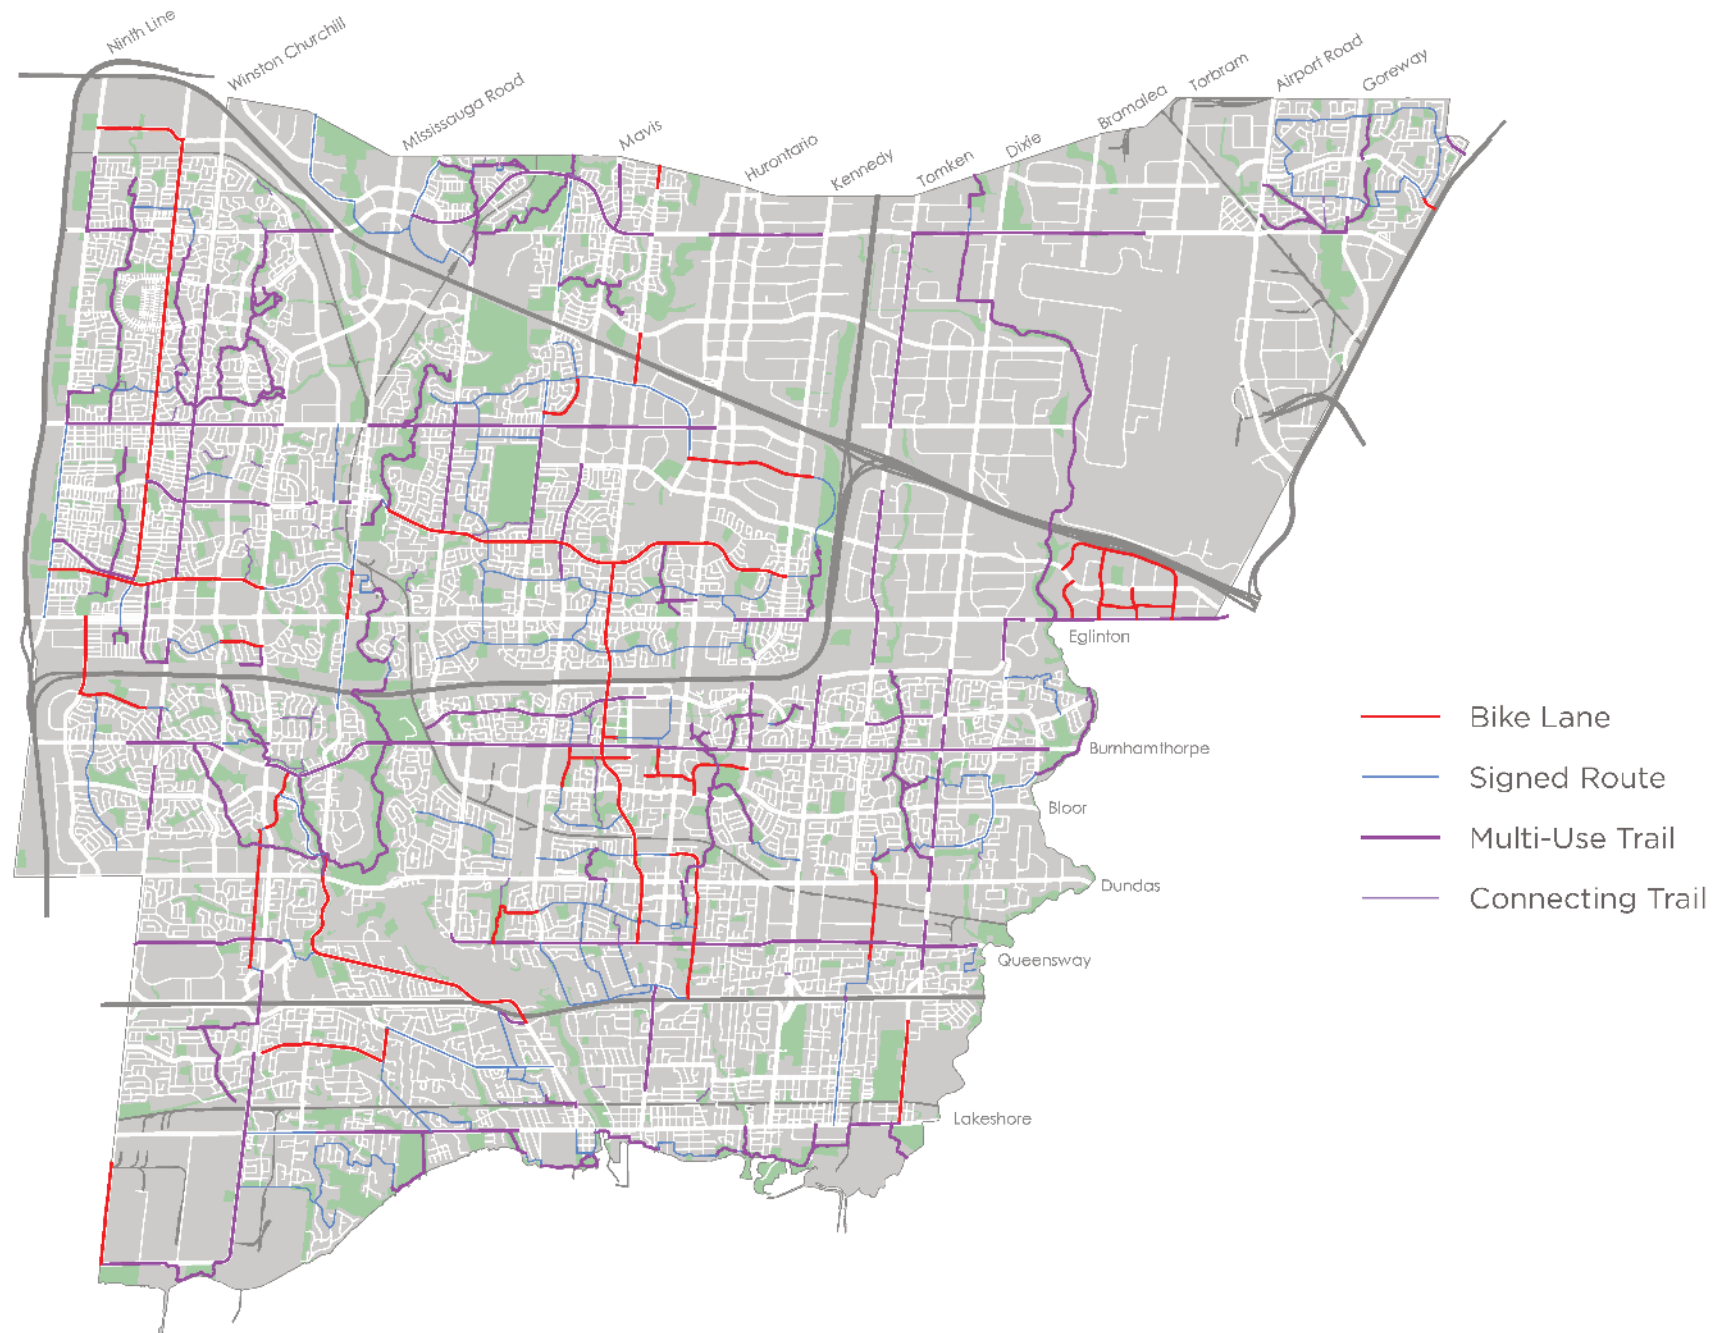 Ninth Line
Winston Churchill
Mississauga Road
Mavis
Hurontario
Kennedy
Tomken
Dixie
Bramalea
Torbram
Airport Road
Goreway
Eglinton
Burnhamthorpe
Bloor
Dundas
Queensway
Lakeshore
Bike Lane
Signed Route
Multi-Use Trail
Connecting Trail